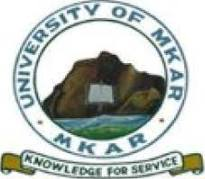 UNIVERSITY OF MKAR
MKAR
KNOWLEDGE FOR SERVICE